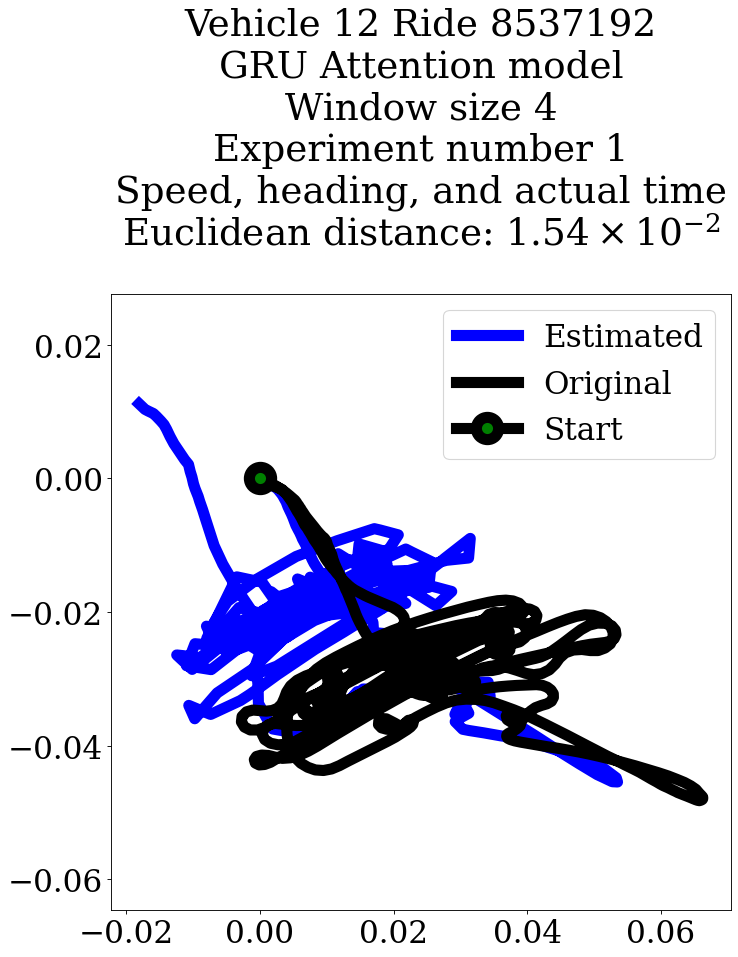 Vehicle 12 Ride 8537192
GRU Attention model
Window size 4
Experiment number 1
Speed, heading, and actual time
Euclidean distance: 1.54 × 10⁻²
Estimated
Original
Start
0.02
0.00
−0.02
−0.04
−0.06
−0.02
0.00
0.02
0.04
0.06